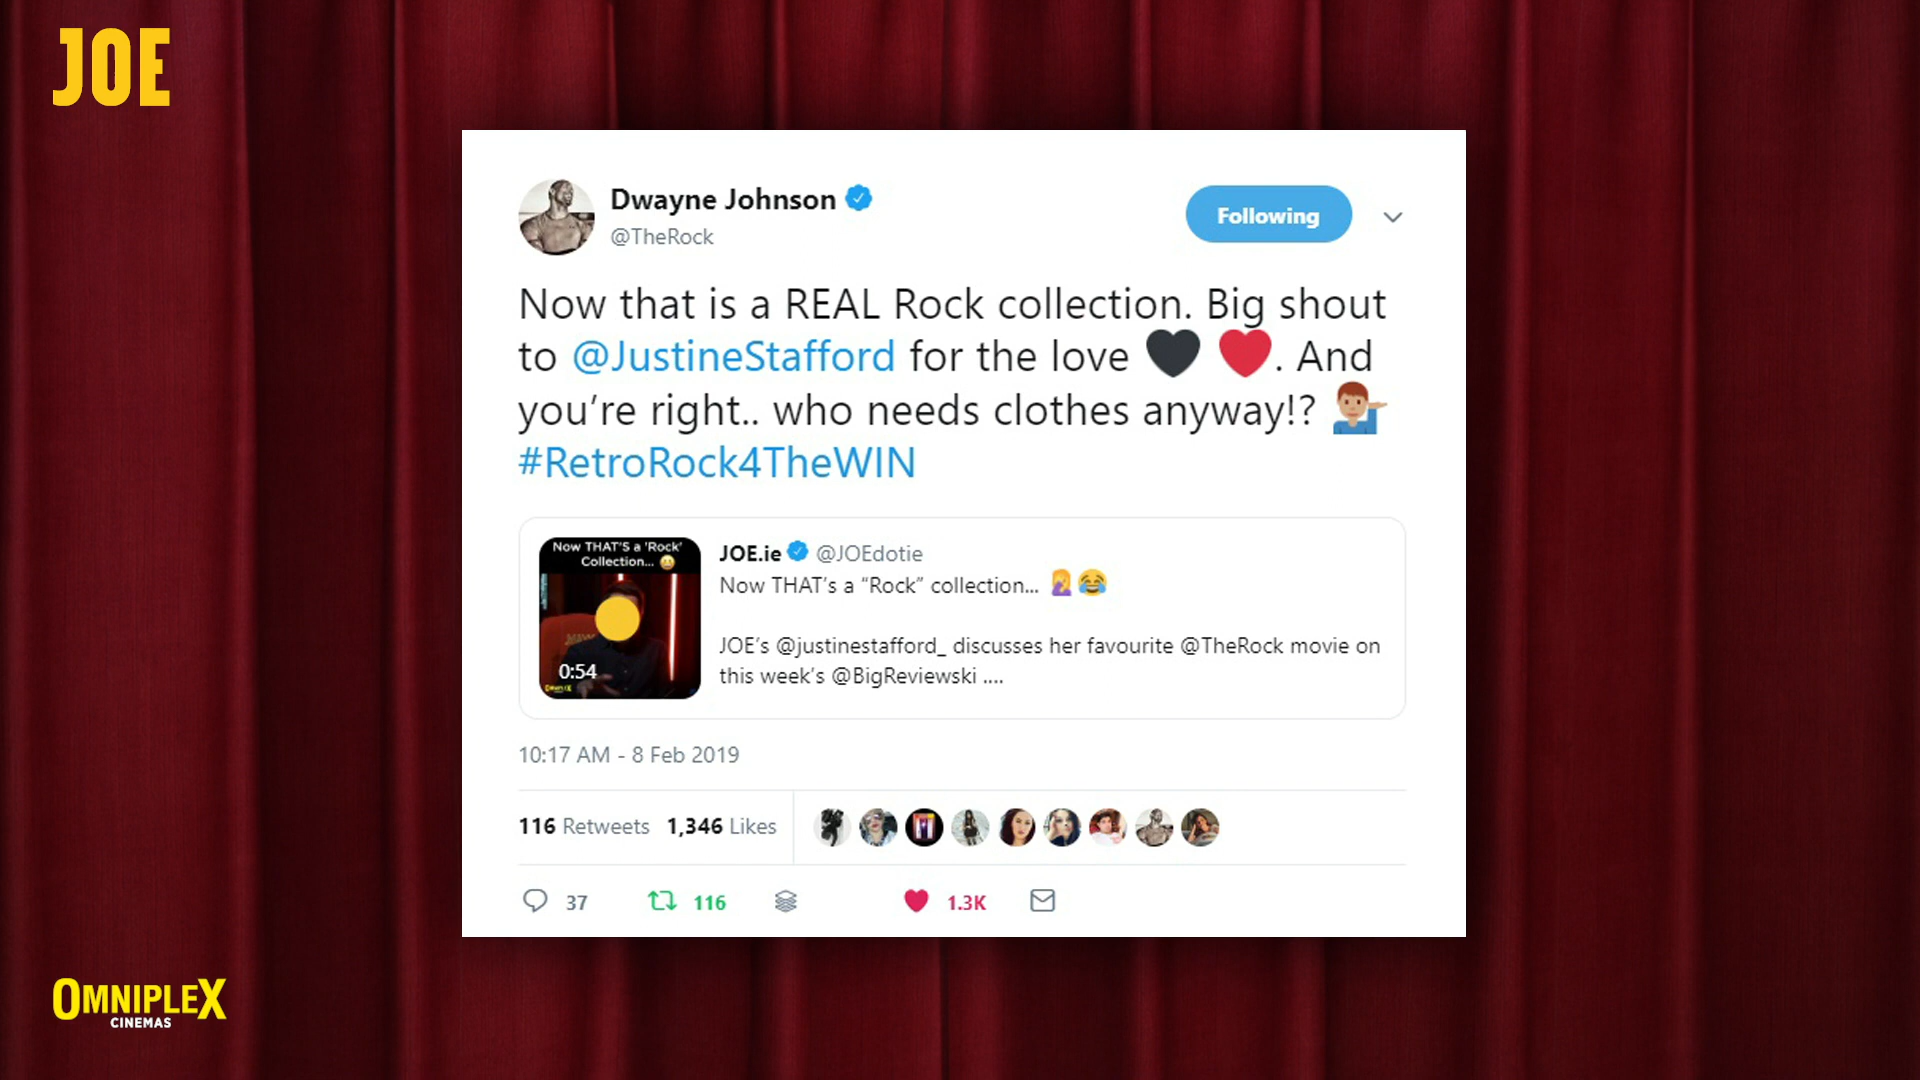 JOE
Dwayne Johnson
@TheRock
Following
Now that is a REAL Rock collection. Big shout
to @JustineStafford for the love 🖤 ❤️. And
you’re right.. who needs clothes anyway!? 💁🏽‍♂️
#RetroRock4TheWIN
Now THAT'S a 'Rock'
Collection... 😄
0:54
JOE.ie @JOEdotie
Now THAT’s a “Rock” collection... 🤦‍♀️😂
JOE’s @justinestafford_ discusses her favourite @TheRock movie on
this week’s @BigReviewski ....
10:17 AM - 8 Feb 2019
116 Retweets 1,346 Likes
37 116 1.3K
OMNIPLEX
CINEMAS